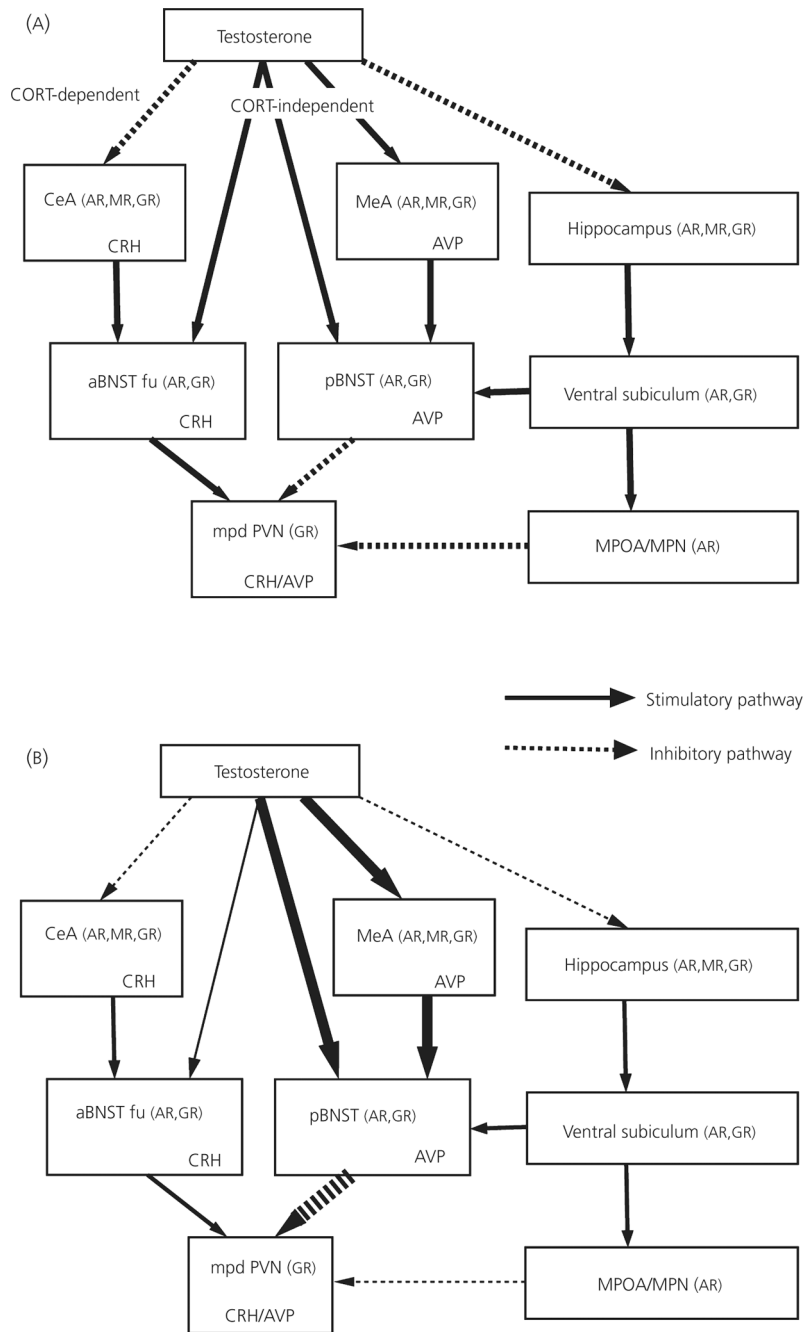 (A)
Testosterone
CORT-dependent
CORT-independent
CeA (AR,MR,GR)
CRH
MeA (AR,MR,GR)
AVP
Hippocampus (AR,MR,GR)
aBNST fu (AR,GR)
CRH
pBNST (AR,GR)
AVP
Ventral subiculum (AR,GR)
mpd PVN (GR)
CRH/AVP
MPOA/MPN (AR)
Stimulatory pathway
Inhibitory pathway
(B)
Testosterone
CeA (AR,MR,GR)
CRH
MeA (AR,MR,GR)
AVP
Hippocampus (AR,MR,GR)
aBNST fu (AR,GR)
CRH
pBNST (AR,GR)
AVP
Ventral subiculum (AR,GR)
mpd PVN (GR)
CRH/AVP
MPOA/MPN (AR)